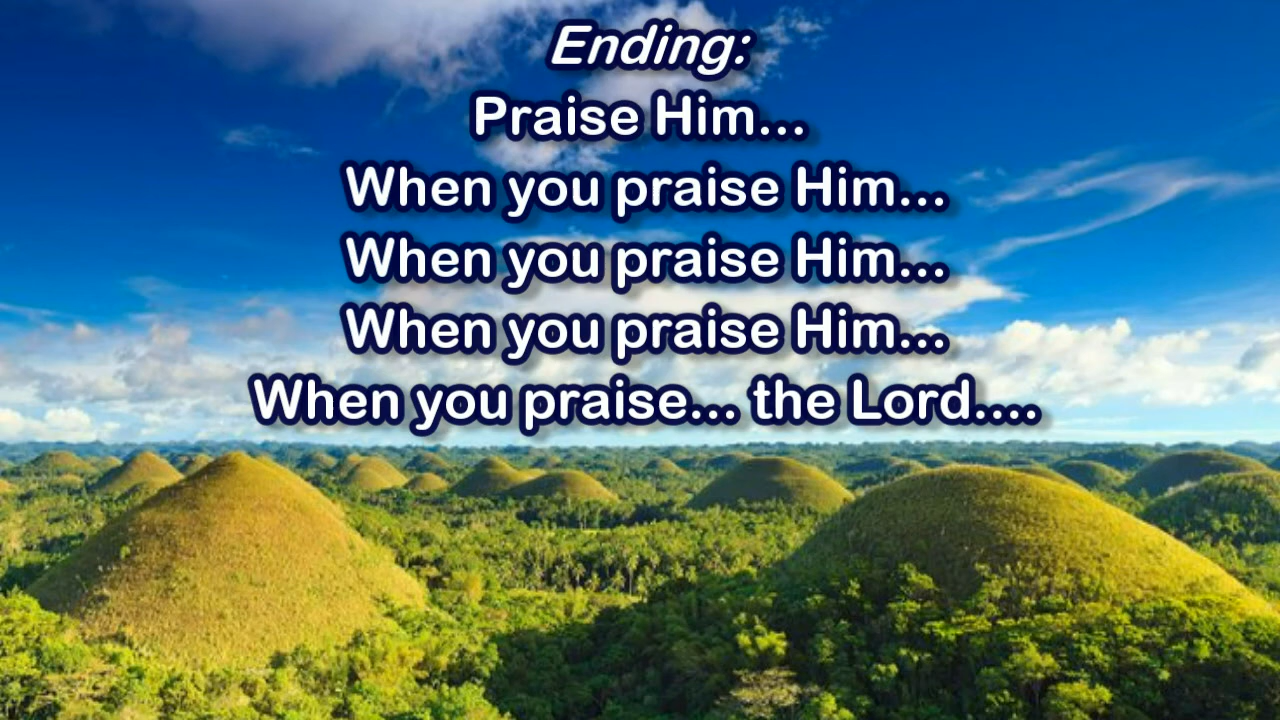 Ending:
Praise Him...
When you praise Him...
When you praise Him...
When you praise Him...
When you praise... the Lord....